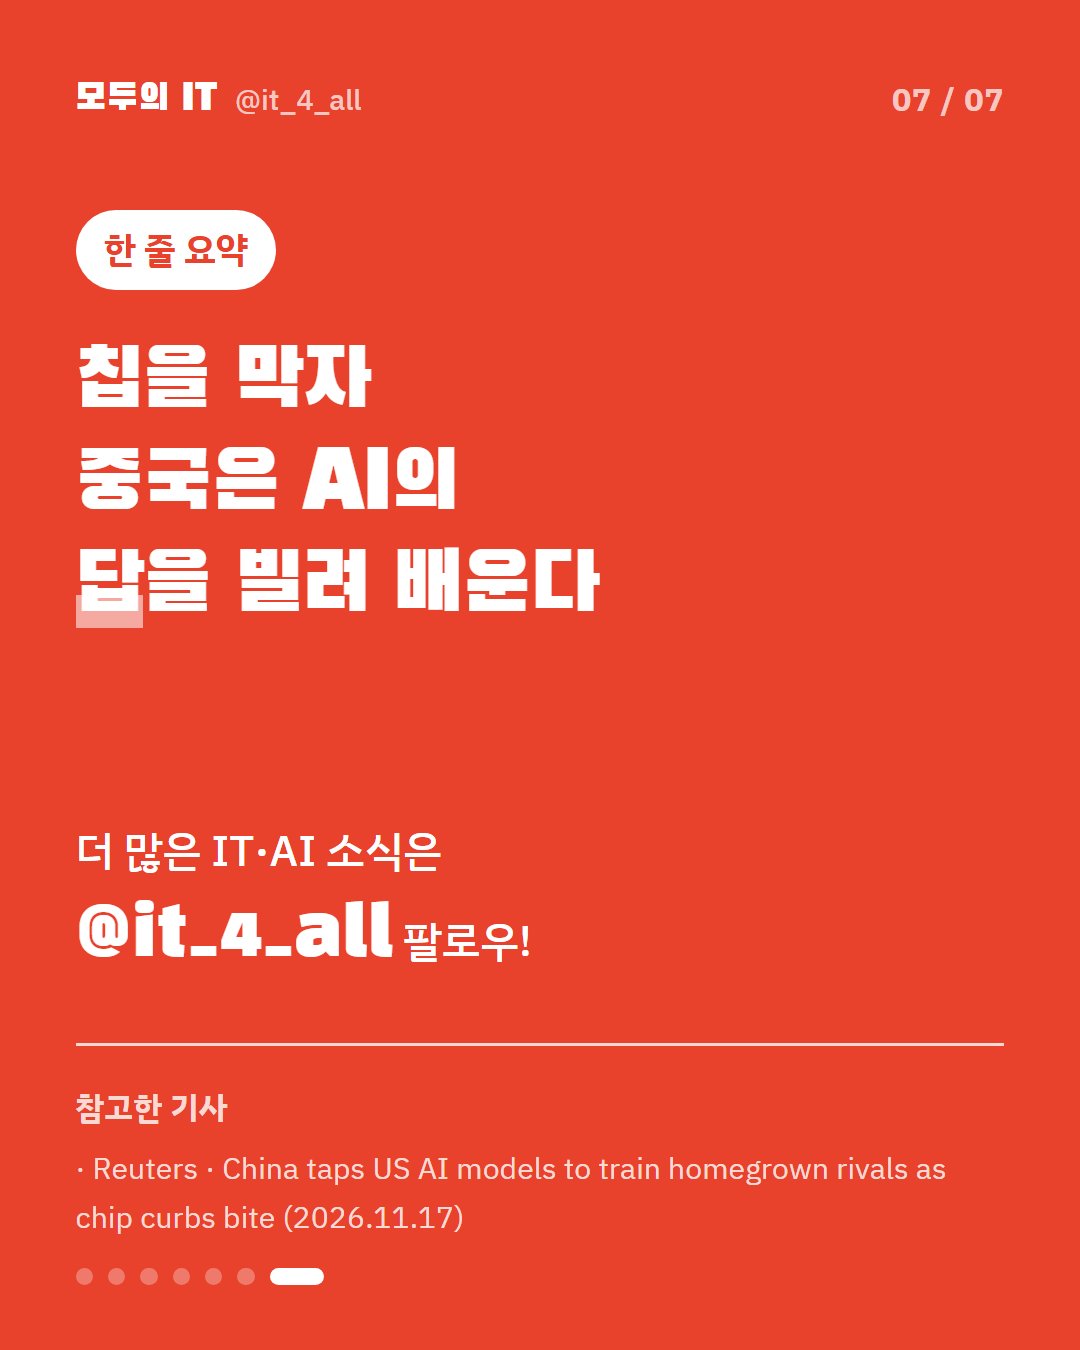 모두의 IT @it_4_all 07 / 07
한 줄 요약
칩을 막자
중국은 AI의
답을 빌려 배운다
더 많은 IT·AI 소식은
@it_4_all 팔로우!
참고한 기사
· Reuters · China taps US AI models to train homegrown rivals as
chip curbs bite (2026.11.17)